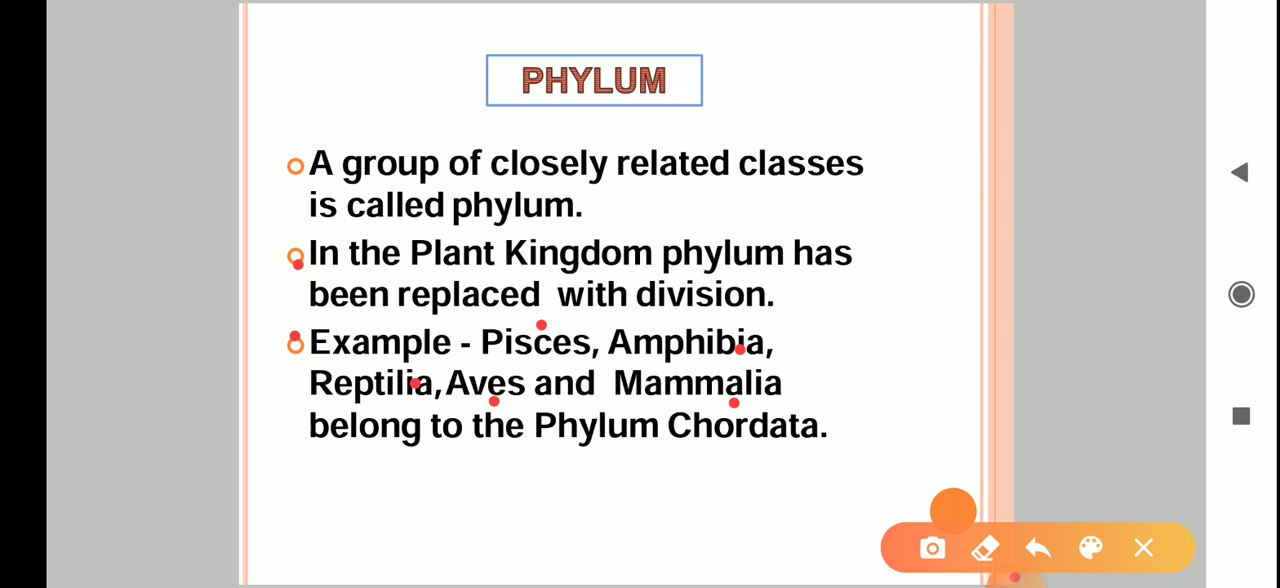 PHYLUM
A group of closely related classes
is called phylum.
In the Plant Kingdom phylum has
been replaced with division.
Example - Pisces, Amphibia,
Reptilia, Aves and Mammalia
belong to the Phylum Chordata.